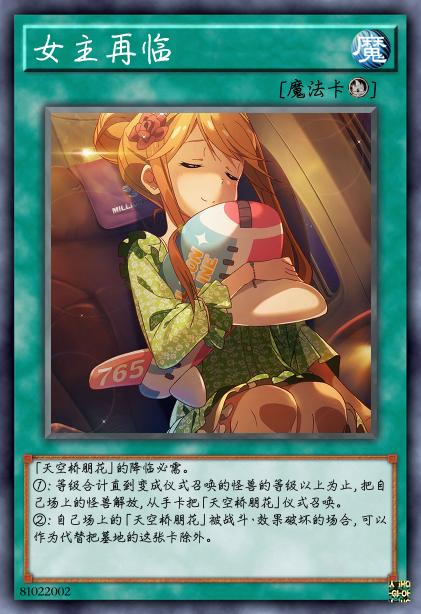 女主再临
魔
[魔法卡]
MILLI
ION
INE
765
「天空桥朋花」的降临必需。
①:等级合计直到变成仪式召唤的怪兽的等级以上为止,把自
己场上的怪兽解放,从手卡把「天空桥朋花」仪式召唤。
②:自己场上的「天空桥朋花」被战斗·效果破坏的场合,可以
作为代替把墓地的这张卡除外。
81022002